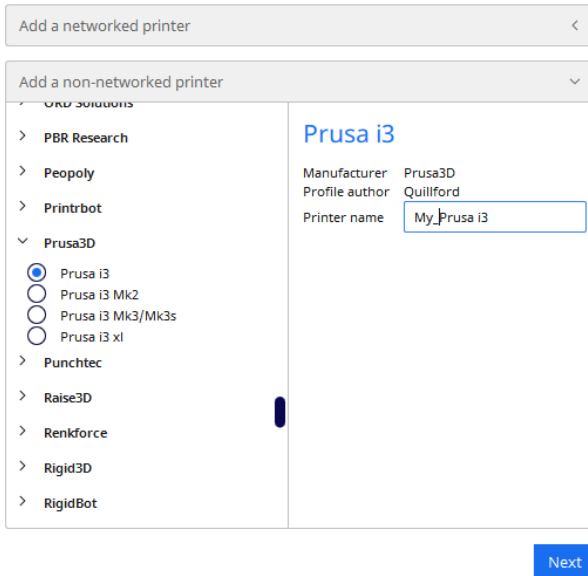 Add a networked printer
Add a non-networked printer
ORD Solutions
PBR Research
Peopoly
Printrbot
Prusa3D
Prusa i3
Prusa i3 Mk2
Prusa i3 Mk3/Mk3s
Prusa i3 xl
Punchtec
Raise3D
Renkforce
Rigid3D
RigidBot
Prusa i3
Manufacturer Prusa3D
Profile author Quillford
Printer name My_Prusa i3
Next